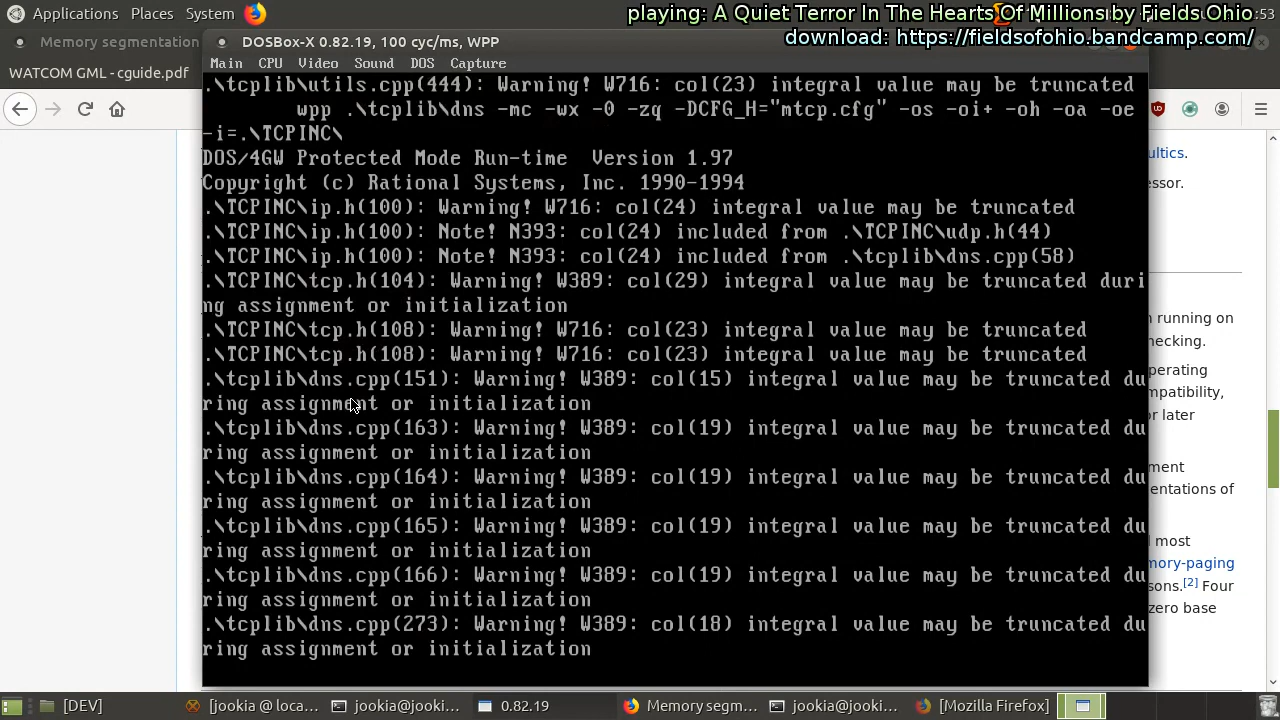 Applications Places System
playing: A Quiet Terror In The Hearts Of Millions by Fields Ohio
:53
download: https://fieldsofohio.bandcamp.com/
Memory segmentation
DOSBox-X 0.82.19, 100 cyc/ms, WPP
Main CPU Video Sound DOS Capture
WATCOM GML - cguide.pdf
.\tcplib\utils.cpp(444): Warning! W716: col(23) integral value may be truncated
wpp .\tcplib\dns -mc -wx -0 -zq -DCFG_H="mtcp.cfg" -os -oi+ -oh -oa -oe
-i=.\TCPINC\
DOS/4GW Protected Mode Run-time  Version 1.97
Copyright (c) Rational Systems, Inc. 1990-1994
.\TCPINC\ip.h(100): Warning! W716: col(24) integral value may be truncated
.\TCPINC\ip.h(100): Note! N393: col(24) included from .\TCPINC\udp.h(44)
.\TCPINC\ip.h(100): Note! N393: col(24) included from .\tcplib\dns.cpp(58)
.\TCPINC\tcp.h(104): Warning! W389: col(29) integral value may be truncated duri
ng assignment or initialization
.\TCPINC\tcp.h(108): Warning! W716: col(23) integral value may be truncated
.\TCPINC\tcp.h(108): Warning! W716: col(23) integral value may be truncated
.\tcplib\dns.cpp(151): Warning! W389: col(15) integral value may be truncated du
ring assignment or initialization
.\tcplib\dns.cpp(163): Warning! W389: col(19) integral value may be truncated du
ring assignment or initialization
.\tcplib\dns.cpp(164): Warning! W389: col(19) integral value may be truncated du
ring assignment or initialization
.\tcplib\dns.cpp(165): Warning! W389: col(19) integral value may be truncated du
ring assignment or initialization
.\tcplib\dns.cpp(166): Warning! W389: col(19) integral value may be truncated du
ring assignment or initialization
.\tcplib\dns.cpp(273): Warning! W389: col(18) integral value may be truncated du
ring assignment or initialization
ultics.
ssor.
n running on
hecking.
perating
mpatibility,
or later
ment
entations of
d most
mory-paging
sons.[2] Four
zero base
[DEV]
[jookia @ loca...
jookia@jooki...
0.82.19
Memory segm...
jookia@jooki...
[Mozilla Firefox]